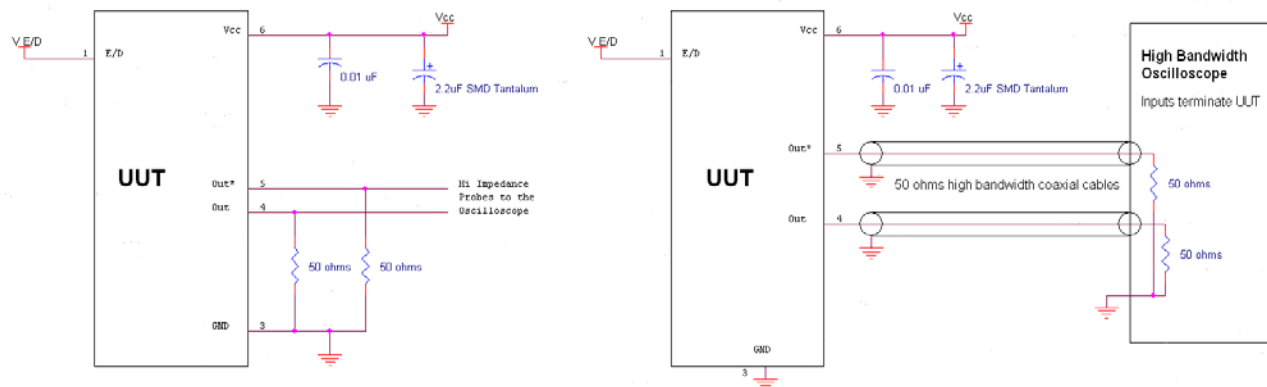 Vcc
6
Vcc
V E/D
1
E/D
0.01 uF
+
2.2uF SMD Tantalum
UUT
Out*
5
Hi Impedance
Probes to the
Oscilloscope
Out
4
50 ohms
50 ohms
GND
3
Vcc
6
Vcc
V E/D
1
E/D
0.01 uF
+
2.2uF SMD Tantalum
High Bandwidth
Oscilloscope
Inputs terminate UUT
UUT
Out*
5
50 ohms high bandwidth coaxial cables
50 ohms
Out
4
50 ohms
GND
3